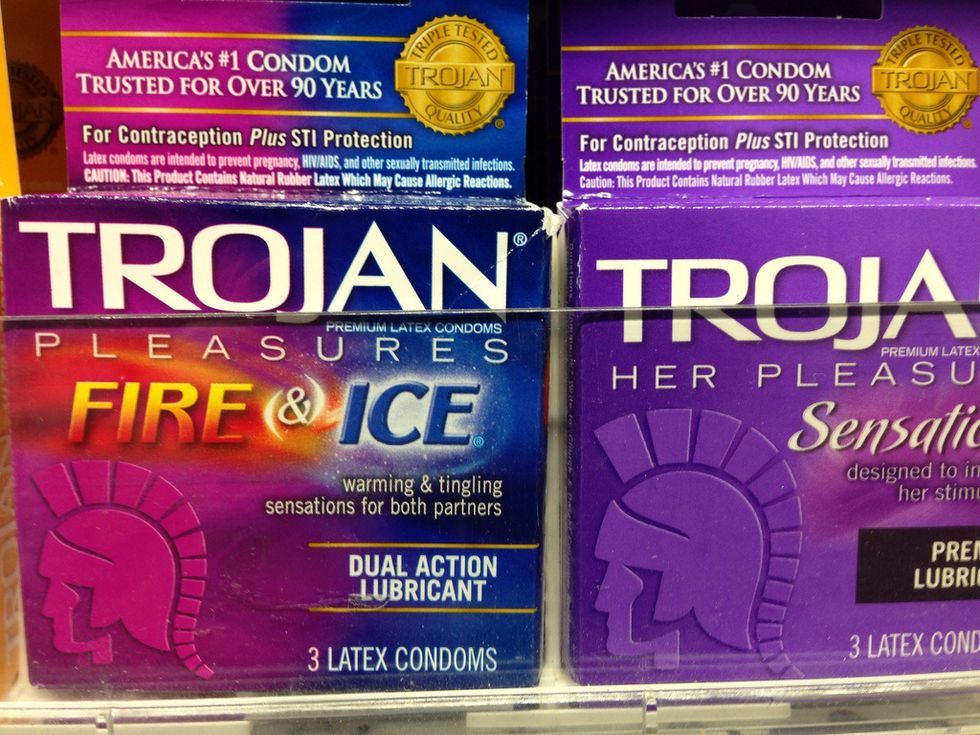 AMERICA'S #1 CONDOM
TRUSTED FOR OVER 90 YEARS
TRIPLE TESTED
TROJAN
QUALITY
For Contraception Plus STI Protection
Latex condoms are intended to prevent pregnancy, HIV/AIDS, and other sexually transmitted infections.
CAUTION: This Product Contains Natural Rubber Latex Which May Cause Allergic Reactions.
TROJAN®
PREMIUM LATEX CONDOMS
PLEASURES
FIRE & ICE®
warming & tingling
sensations for both partners
DUAL ACTION
LUBRICANT
3 LATEX CONDOMS
AMERICA'S #1 CONDOM
TRUSTED FOR OVER 90 YEARS
TRIPLE TESTED
TROJAN
QUALITY
For Contraception Plus STI Protection
Latex condoms are intended to prevent pregnancy, HIV/AIDS, and other sexually transmitted infections.
Caution: This Product Contains Natural Rubber Latex Which May Cause Allergic Reactions.
TROJA
PREMIUM LATEX
HER PLEASU
Sensatio
designed to in
her stim
PREM
LUBRI
3 LATEX COND